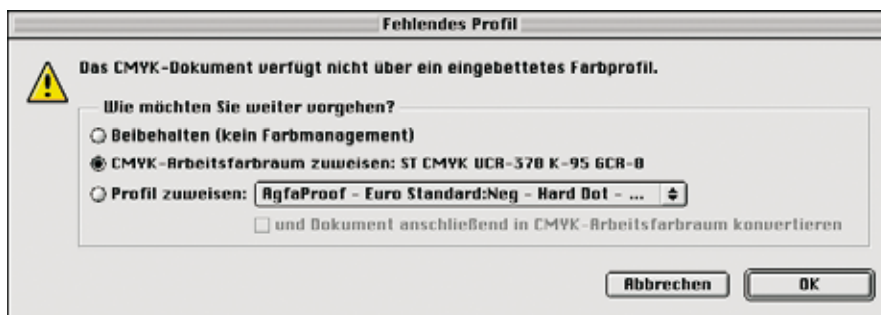 Fehlendes Profil
Das CMYK-Dokument verfügt nicht über ein eingebettetes Farbprofil.
Wie möchten Sie weiter vorgehen?
Beibehalten (kein Farbmanagement)
CMYK-Arbeitsfarbraum zuweisen: ST CMYK UCR-370 K-95 GCR-0
Profil zuweisen: AgfaProof - Euro Standard:Neg - Hard Dot - ...
und Dokument anschließend in CMYK-Arbeitsfarbraum konvertieren
Abbrechen OK